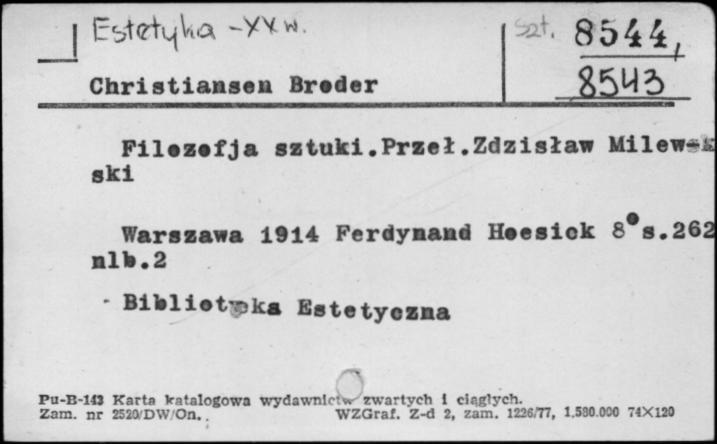 Estetyka - XX w.
szt. 8544,
8543
Christiansen Broder
Filozofja sztuki.Przeł.Zdzisław Milew-
ski
Warszawa 1914 Ferdynand Hoesick 8° s.262
nlb.2
Biblioteka Estetyczna
Pu-B-143 Karta katalogowa wydawnictw zwartych i ciągłych.
Zam. nr 2520/DW/On. WZGraf. Z-d 2, zam. 1226/77, 1,580.000 74×120